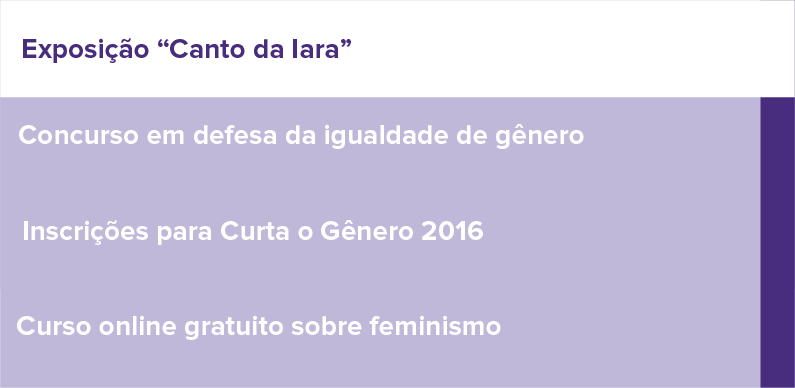 Exposição “Canto da Iara”
Concurso em defesa da igualdade de gênero
Inscrições para Curta o Gênero 2016
Curso online gratuito sobre feminismo